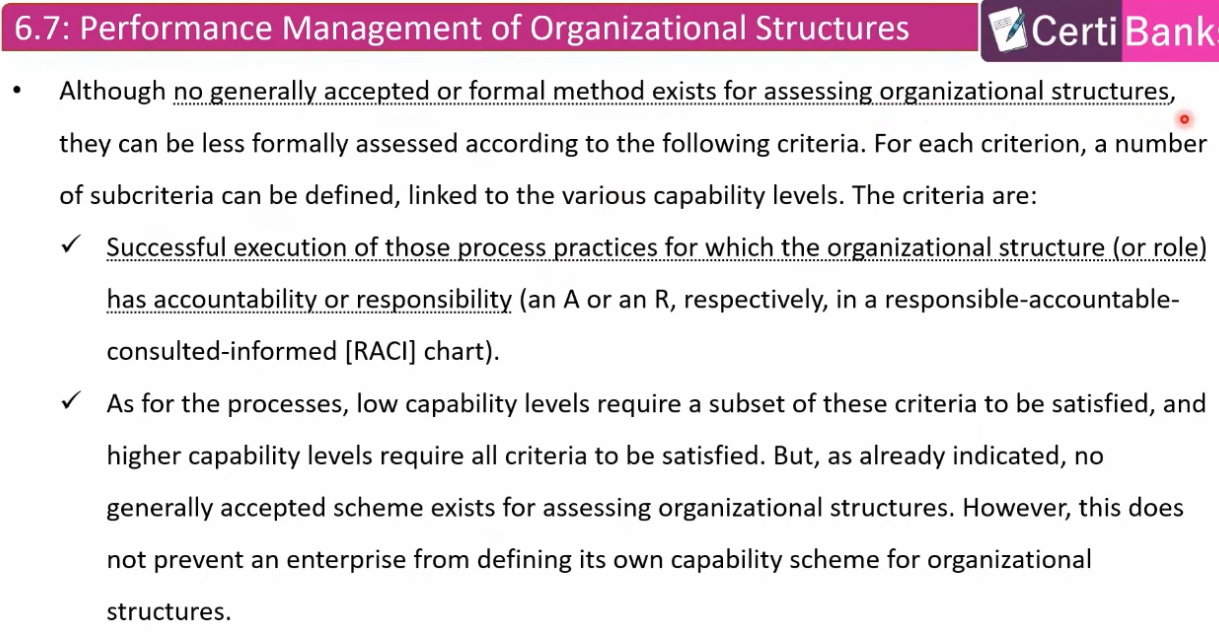 6.7: Performance Management of Organizational Structures
Certi Banks
• Although no generally accepted or formal method exists for assessing organizational structures,
they can be less formally assessed according to the following criteria. For each criterion, a number
of subcriteria can be defined, linked to the various capability levels. The criteria are:
✓ Successful execution of those process practices for which the organizational structure (or role)
has accountability or responsibility (an A or an R, respectively, in a responsible-accountable-
consulted-informed [RACI] chart).
✓ As for the processes, low capability levels require a subset of these criteria to be satisfied, and
higher capability levels require all criteria to be satisfied. But, as already indicated, no
generally accepted scheme exists for assessing organizational structures. However, this does
not prevent an enterprise from defining its own capability scheme for organizational
structures.